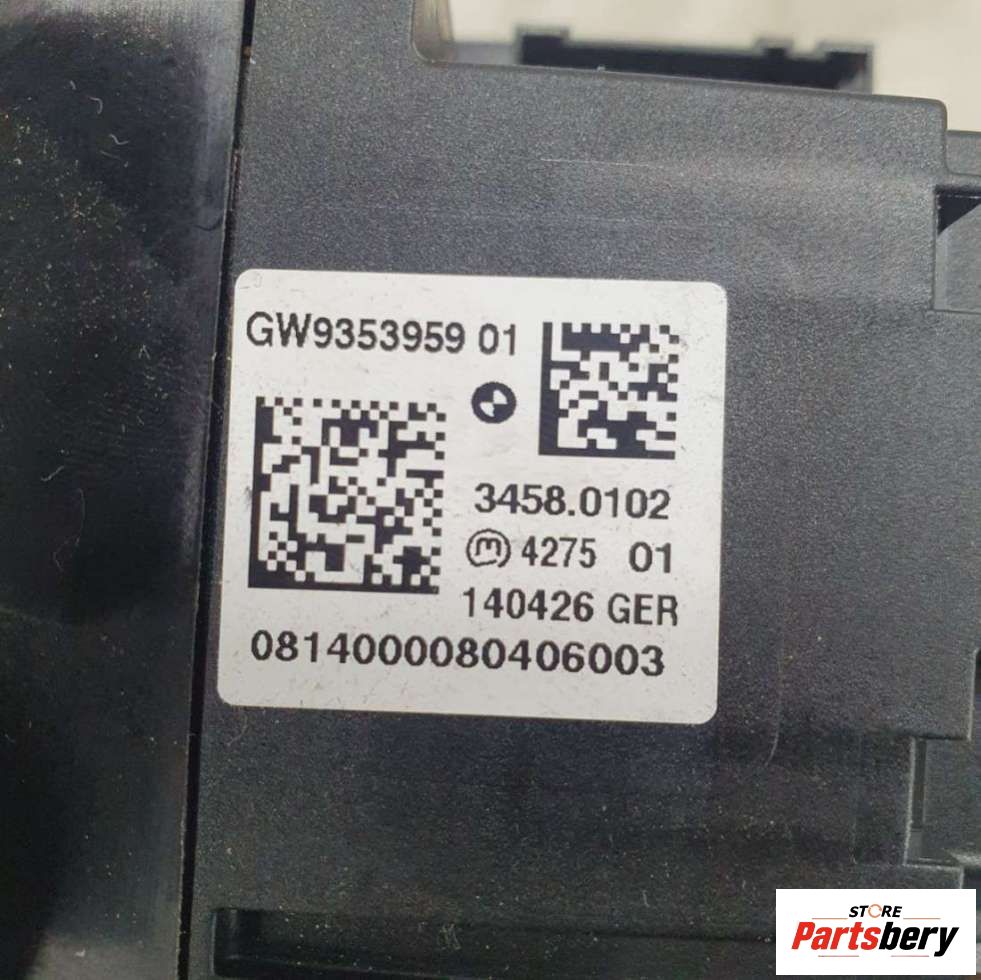 GW9353959 01
3458.0102
m 4275 01
140426 GER
0814000080406003
STORE
Partsbery